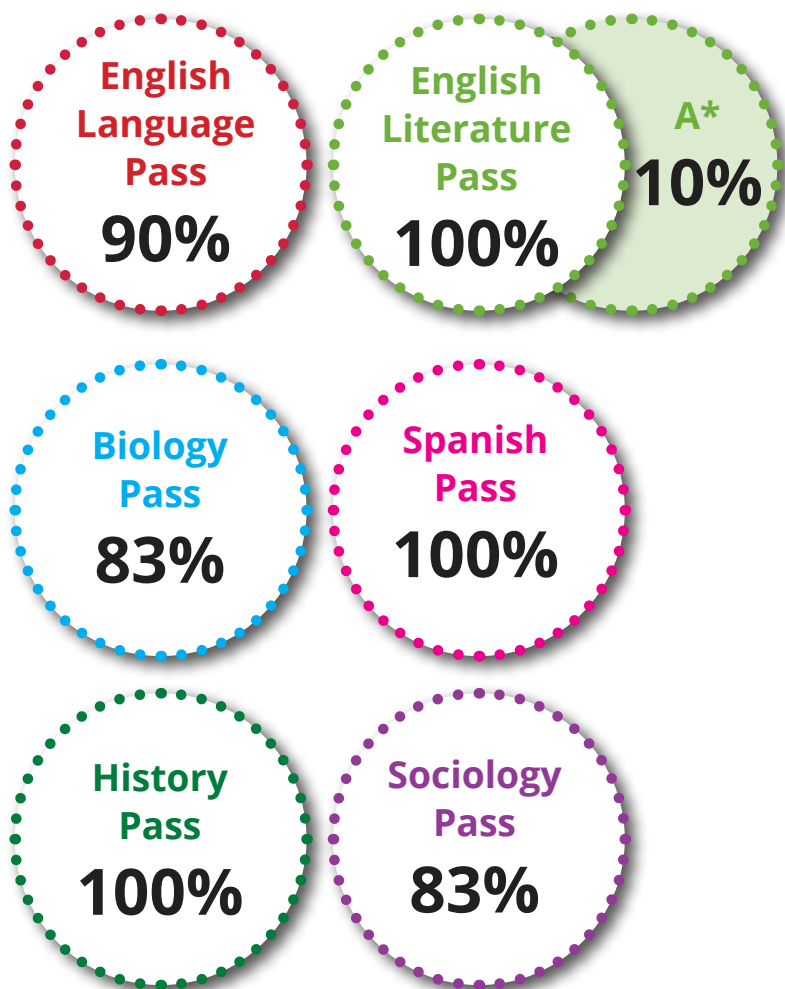 English
Language
Pass
90%
English
Literature
Pass
100%
A*
10%
Biology
Pass
83%
Spanish
Pass
100%
History
Pass
100%
Sociology
Pass
83%